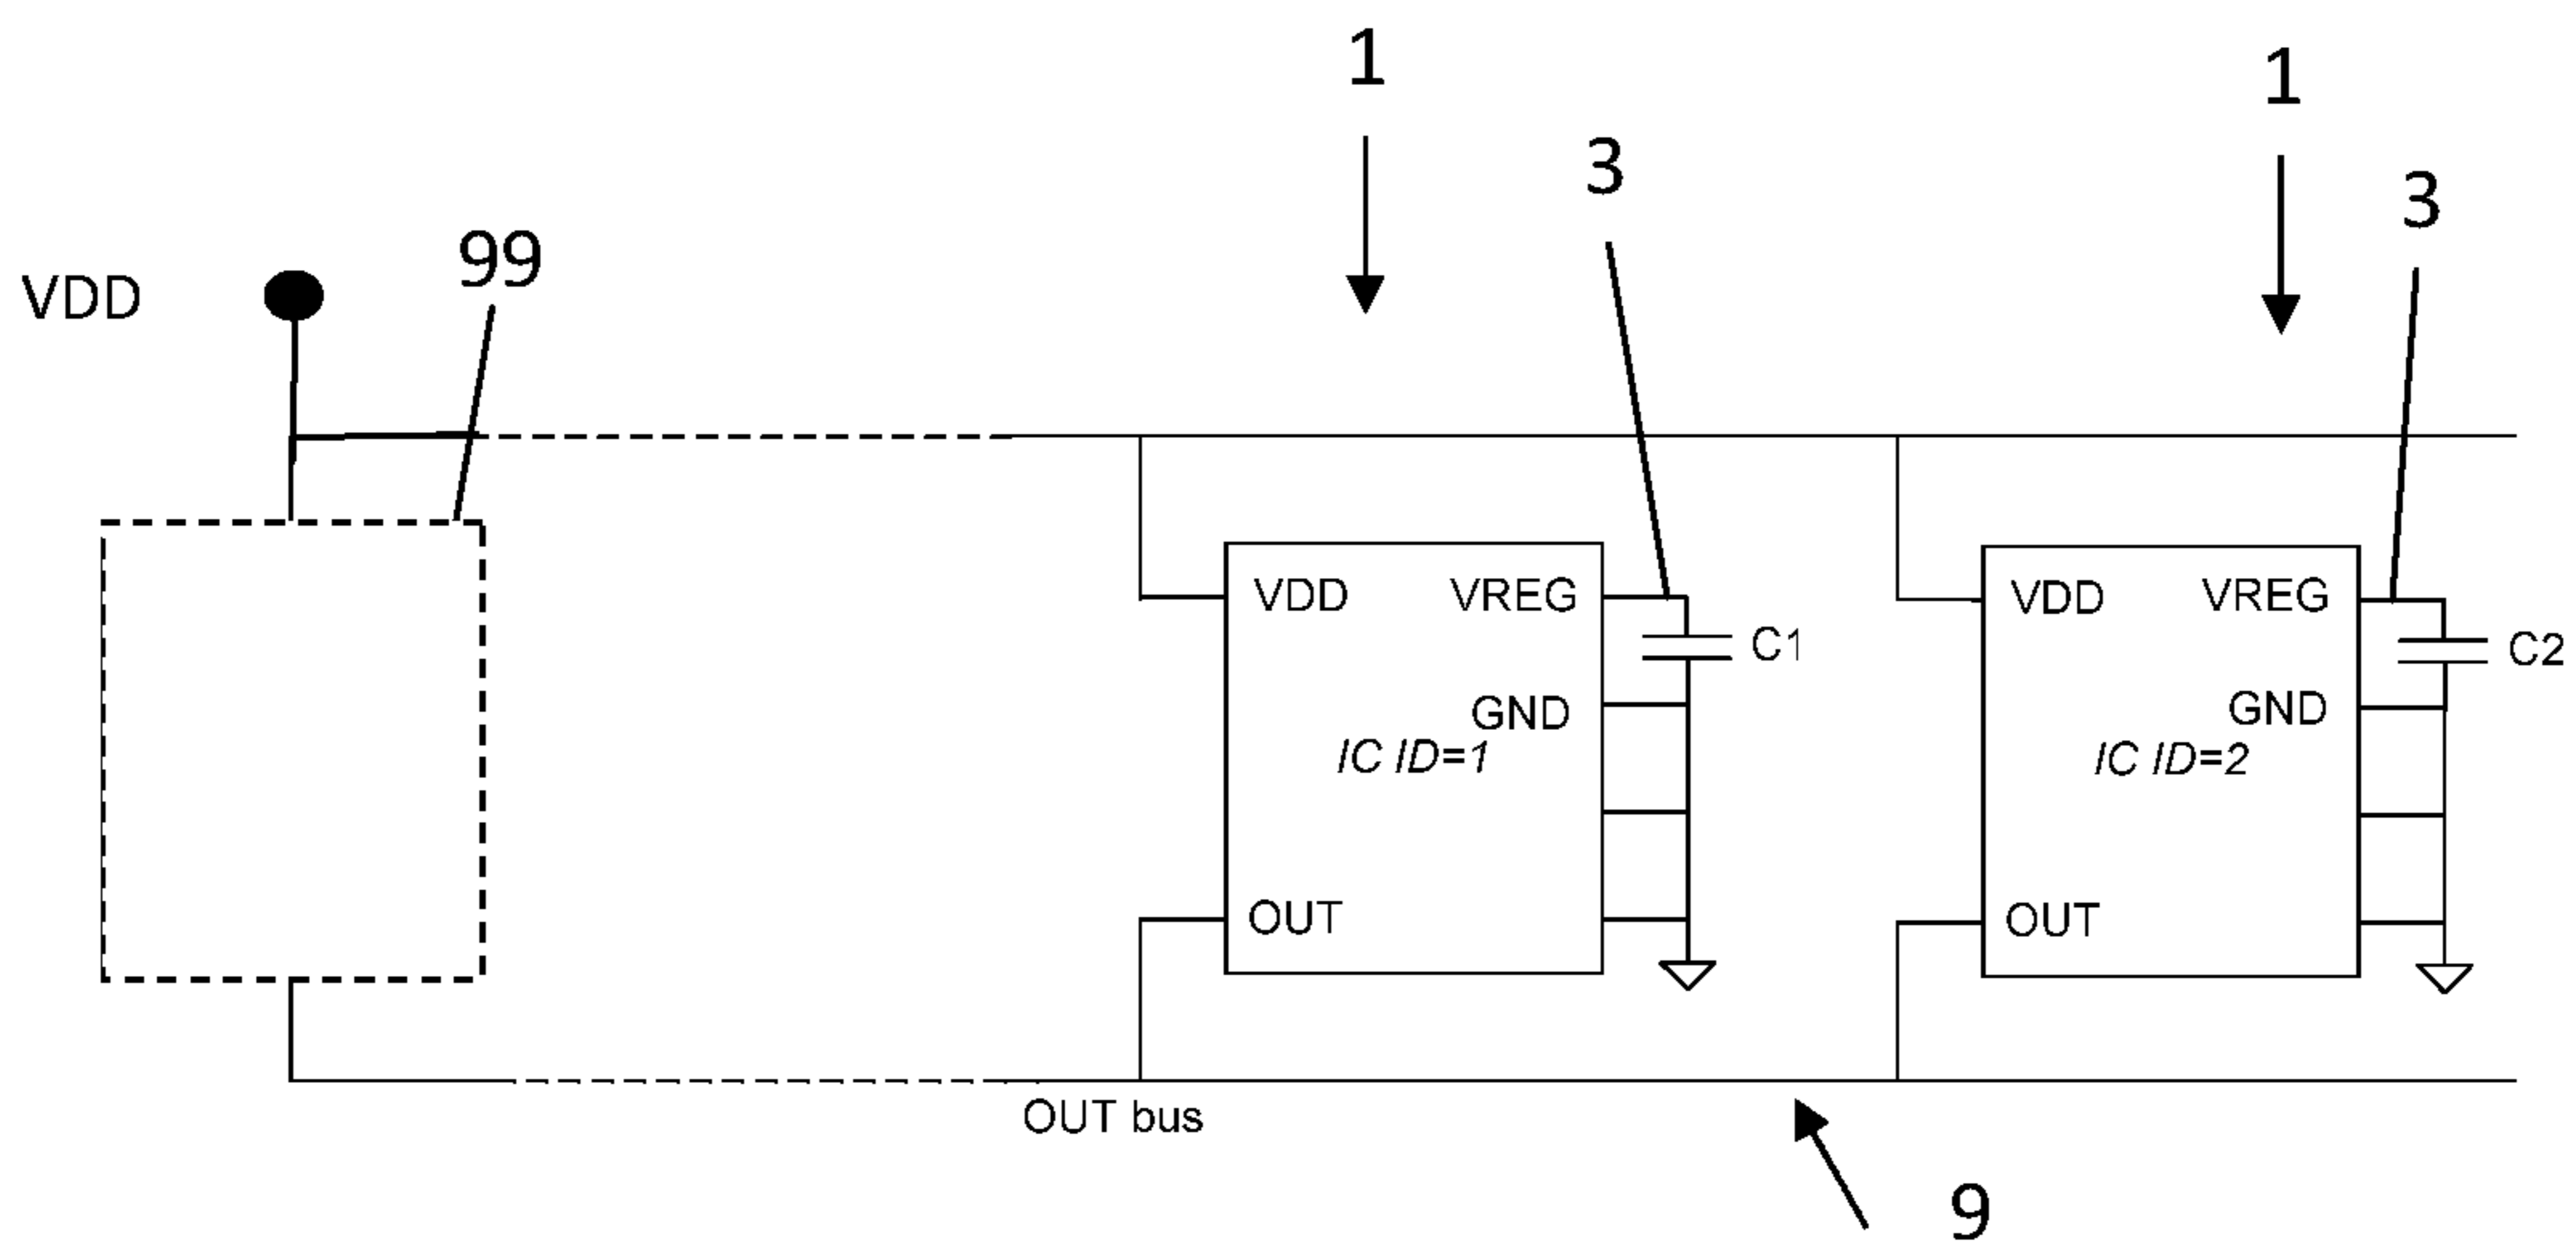 1
1
3
3
99
VDD
VDD VREG
C1
GND
IC ID=1
OUT
VDD VREG
C2
GND
IC ID=2
OUT
OUT bus
9